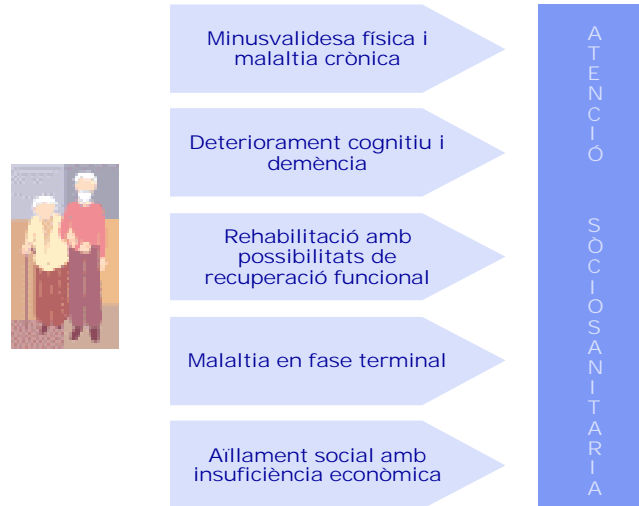 Minusvalidesa física i
malaltia crònica
Deteriorament cognitiu i
demència
Rehabilitació amb
possibilitats de
recuperació funcional
Malaltia en fase terminal
Aïllament social amb
insuficiència econòmica
ATENCIÓ SÒCIOSANITARIA